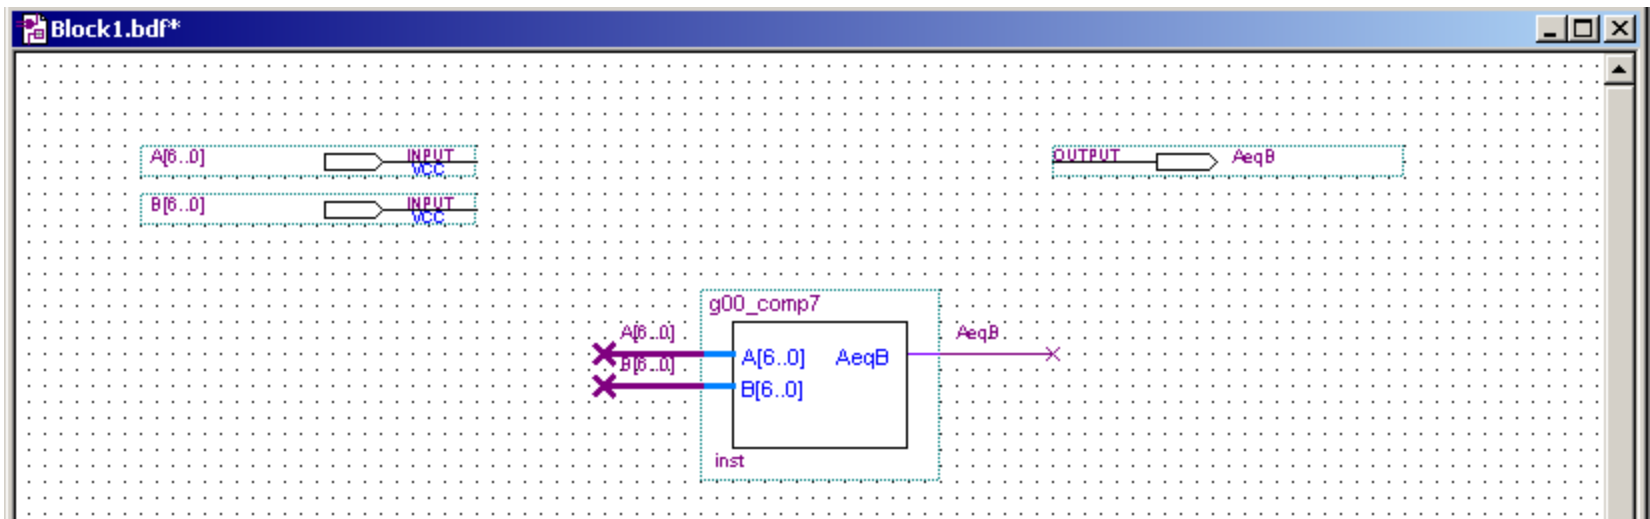 Block1.bdf*
A[6..0] INPUT OUTPUT AeqB
VCC
B[6..0] INPUT
VCC
g00_comp7
A[6..0] AeqB
A[6..0] AeqB
B[6..0]
B[6..0]
inst